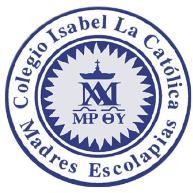 Colegio Isabel La Católica
MP ΘY
Madres Escolapias